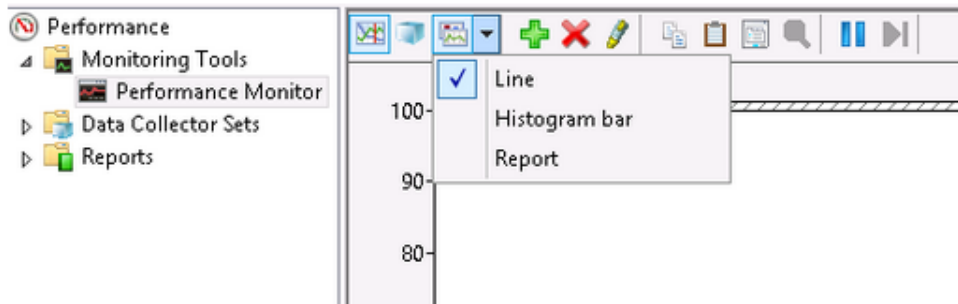 Performance
Monitoring Tools
Performance Monitor
Data Collector Sets
Reports
Line
Histogram bar
Report
100
90
80